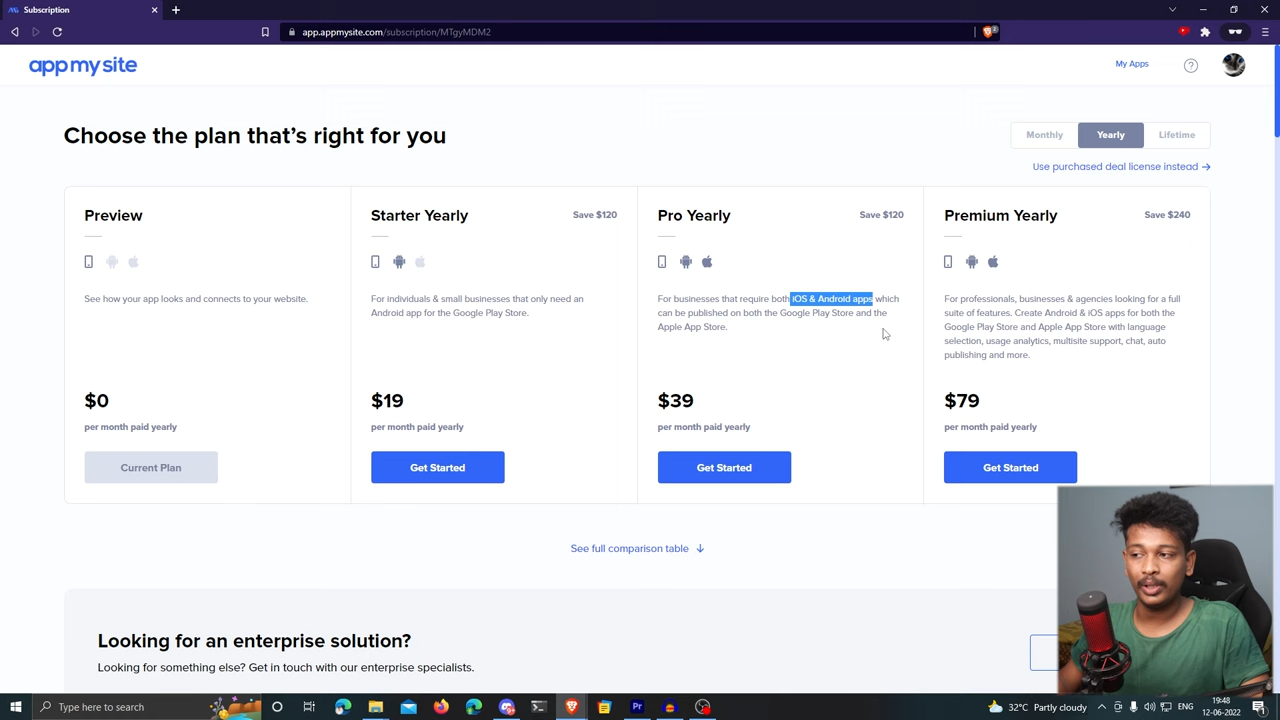 Subscription
app.appmysite.com/subscription/MTgyMDM2
app my site
My Apps
Choose the plan that's right for you
Monthly
Yearly
Lifetime
Use purchased deal license instead →
Preview
See how your app looks and connects to your website.
$0
per month paid yearly
Current Plan
Starter Yearly
Save $120
For individuals & small businesses that only need an
Android app for the Google Play Store.
$19
per month paid yearly
Get Started
Pro Yearly
Save $120
For businesses that require both iOS & Android apps which
can be published on both the Google Play Store and the
Apple App Store.
$39
per month paid yearly
Get Started
Premium Yearly
Save $240
For professionals, businesses & agencies looking for a full
suite of features. Create Android & iOS apps for both the
Google Play Store and Apple App Store with language
selection, usage analytics, multisite support, chat, auto
publishing and more.
$79
per month paid yearly
Get Started
See full comparison table ↓
Looking for an enterprise solution?
Looking for something else? Get in touch with our enterprise specialists.
Type here to search
Pr
32°C Partly cloudy
ENG
19:48
12-06-2022